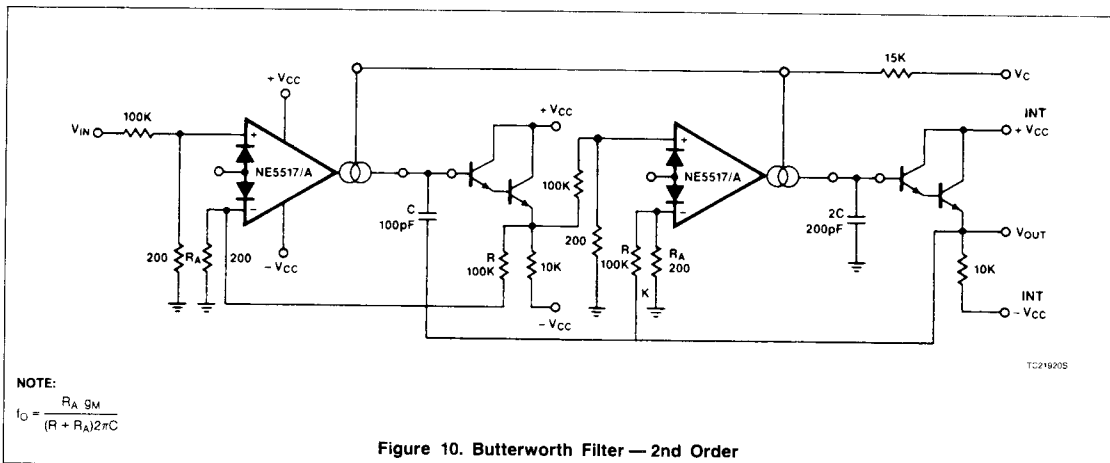 15K
VC
+ VCC
INT
+ VCC
+ VCC
VIN
100K
+
NE5517/A
−
+
NE5517/A
−
100K
C
100pF
2C
200pF
VOUT
200
RA
200
− VCC
R
100K
10K
200
R
100K
RA
200
K
10K
INT
− VCC
− VCC
TC21920S
NOTE:
fO = RA gM / (R + RA)2πC
Figure 10. Butterworth Filter — 2nd Order